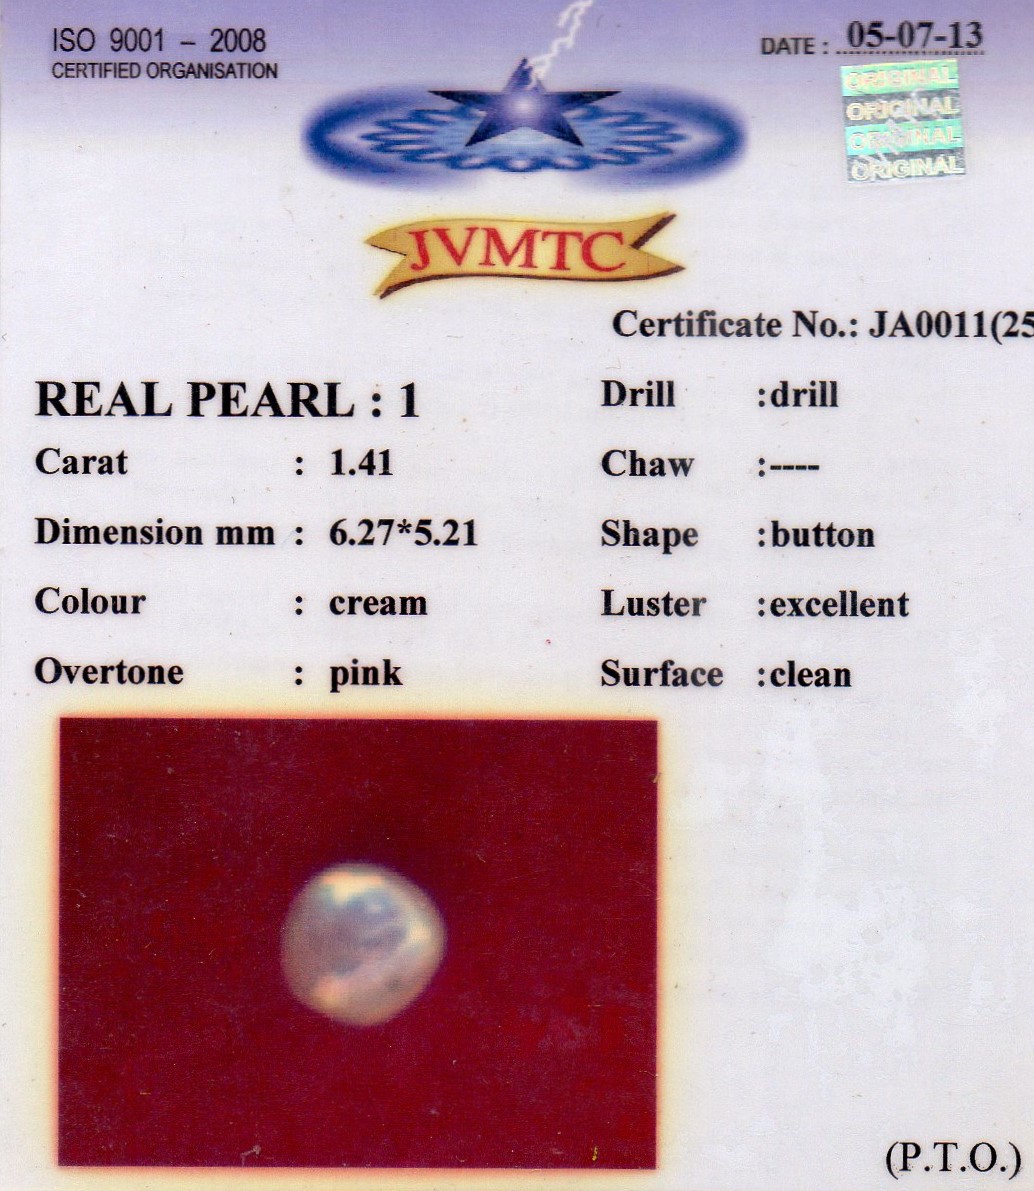 ISO 9001 – 2008
CERTIFIED ORGANISATION
DATE : 05-07-13
ORIGINAL
ORIGINAL
ORIGINAL
ORIGINAL
JVMTC
Certificate No.: JA0011(25
REAL PEARL : 1
Carat : 1.41
Dimension mm : 6.27*5.21
Colour : cream
Overtone : pink
Drill :drill
Chaw :----
Shape :button
Luster :excellent
Surface :clean
(P.T.O.)